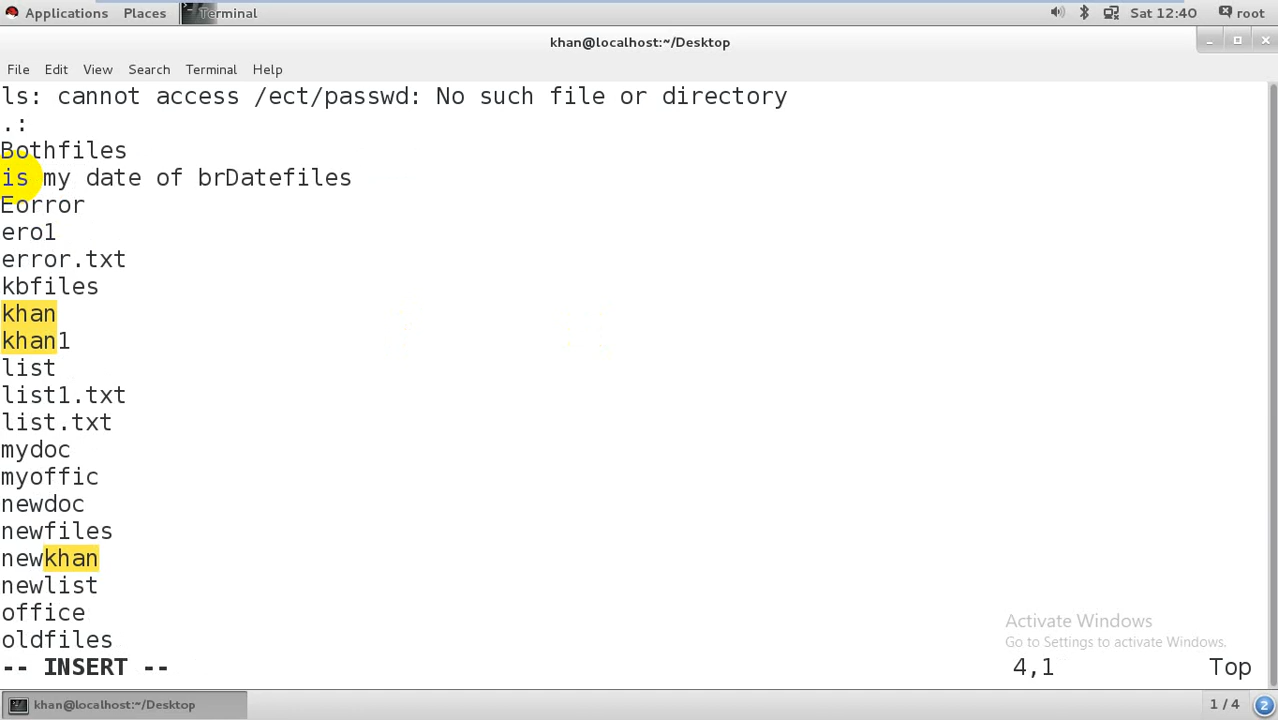 Applications Places Terminal Sat 12:40 root
khan@localhost:~/Desktop
File Edit View Search Terminal Help
ls: cannot access /ect/passwd: No such file or directory
.:
Bothfiles
is my date of brDatefiles
Eorror
ero1
error.txt
kbfiles
khan
khan1
list
list1.txt
list.txt
mydoc
myoffic
newdoc
newfiles
newkhan
newlist
office
oldfiles
Activate Windows
Go to Settings to activate Windows.
-- INSERT -- 4,1 Top
khan@localhost:~/Desktop 1 / 4 2